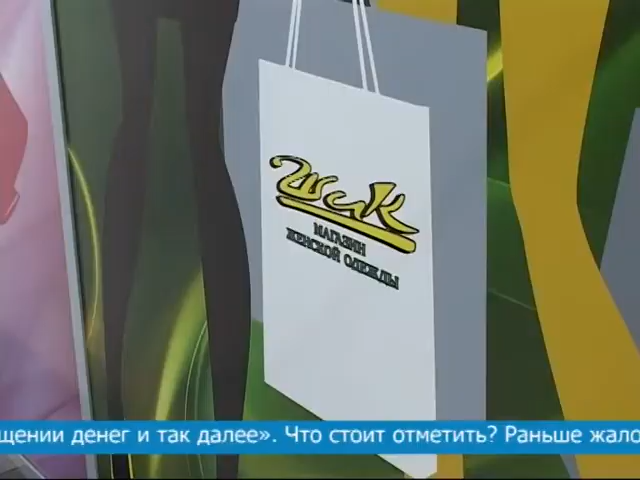 Шик
МАГАЗИН
ЖЕНСКОЙ ОДЕЖДЫ
щении денег и так далее». Что стоит отметить? Раньше жало